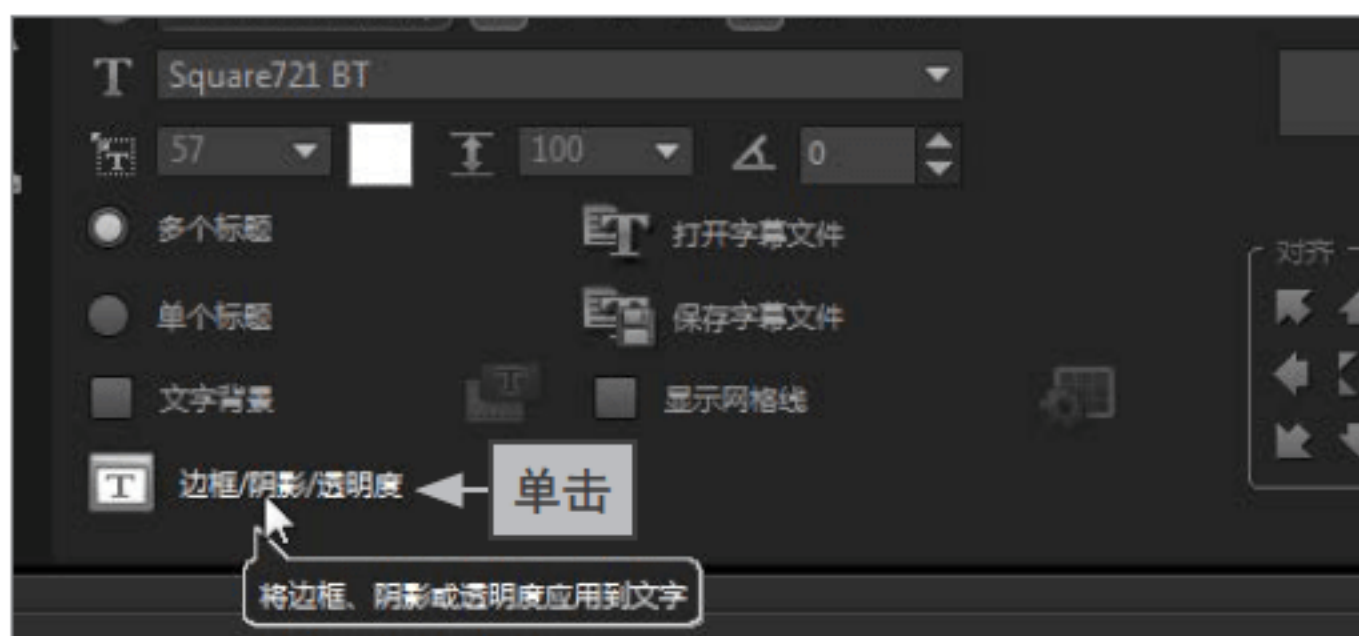 Square721 BT
57 100 0
多个标题 打开字幕文件
对齐
单个标题 保存字幕文件
文字背景 显示网格线
边框/阴影/透明度 单击
将边框、阴影或透明度应用到文字